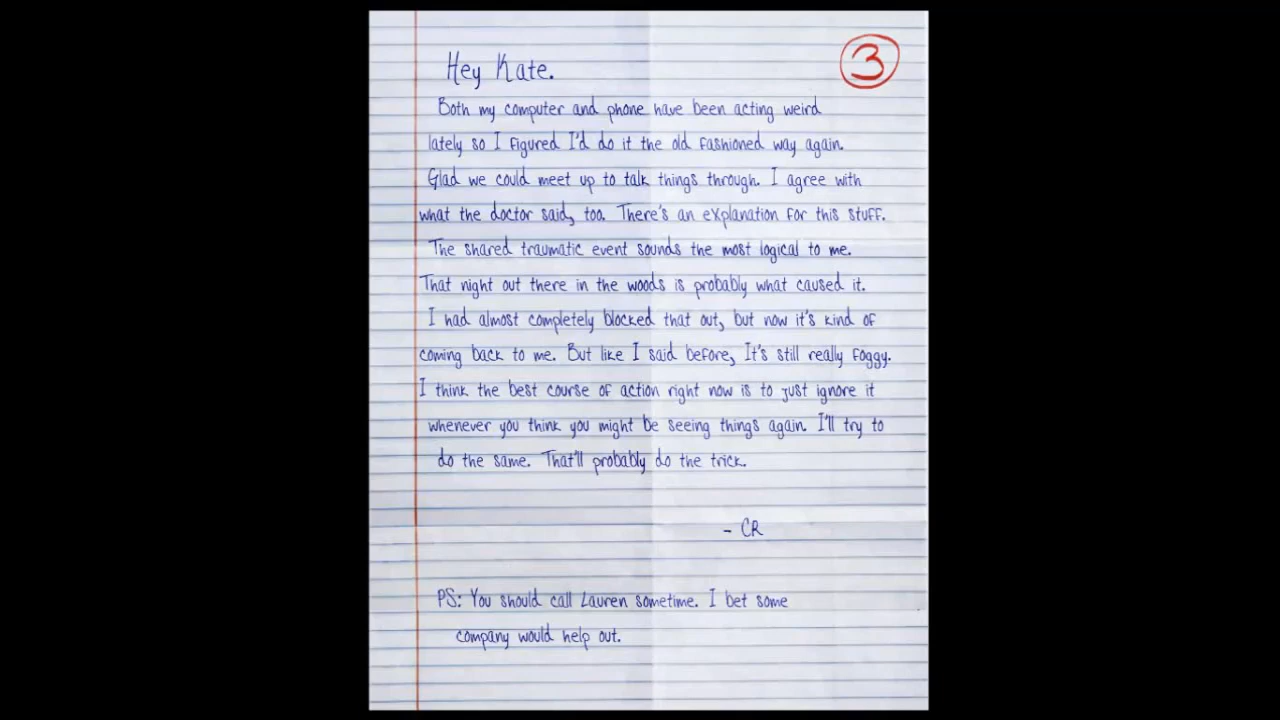 Hey Kate.
3
Both my computer and phone have been acting weird
lately so I figured I'd do it the old fashioned way again.
Glad we could meet up to talk things through. I agree with
what the doctor said, too. There's an explanation for this stuff.
The shared traumatic event sounds the most logical to me.
That night out there in the woods is probably what caused it.
I had almost completely blocked that out, but now it's kind of
coming back to me. But like I said before, It's still really foggy.
I think the best course of action right now is to just ignore it
whenever you think you might be seeing things again. I'll try to
do the same. That'll probably do the trick.
- CR
PS: You should call Lauren sometime. I bet some
company would help out.